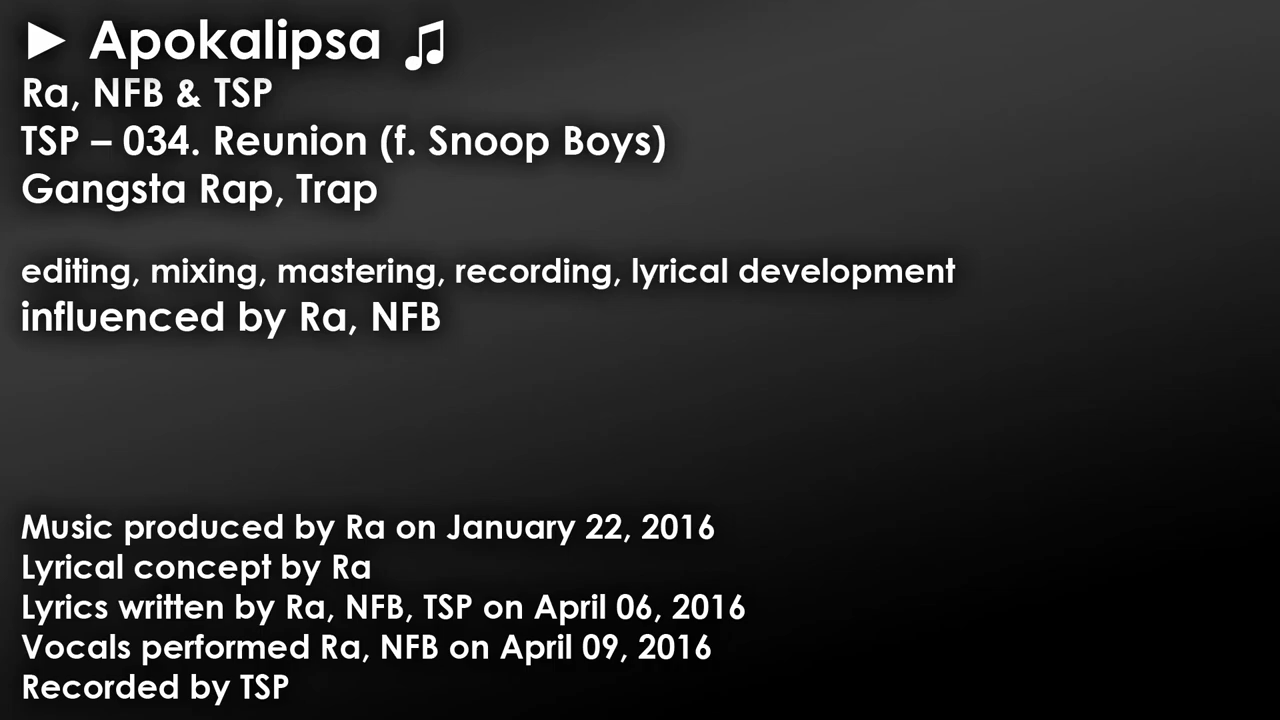 ► Apokalipsa ♫
Ra, NFB & TSP
TSP – 034. Reunion (f. Snoop Boys)
Gangsta Rap, Trap
editing, mixing, mastering, recording, lyrical development
influenced by Ra, NFB
Music produced by Ra on January 22, 2016
Lyrical concept by Ra
Lyrics written by Ra, NFB, TSP on April 06, 2016
Vocals performed Ra, NFB on April 09, 2016
Recorded by TSP